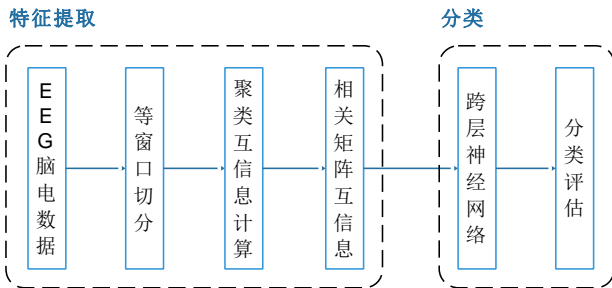 特征提取
分类
EEG脑电数据
等窗口切分
聚类互信息计算
相关矩阵互信息
跨层神经网络
分类评估